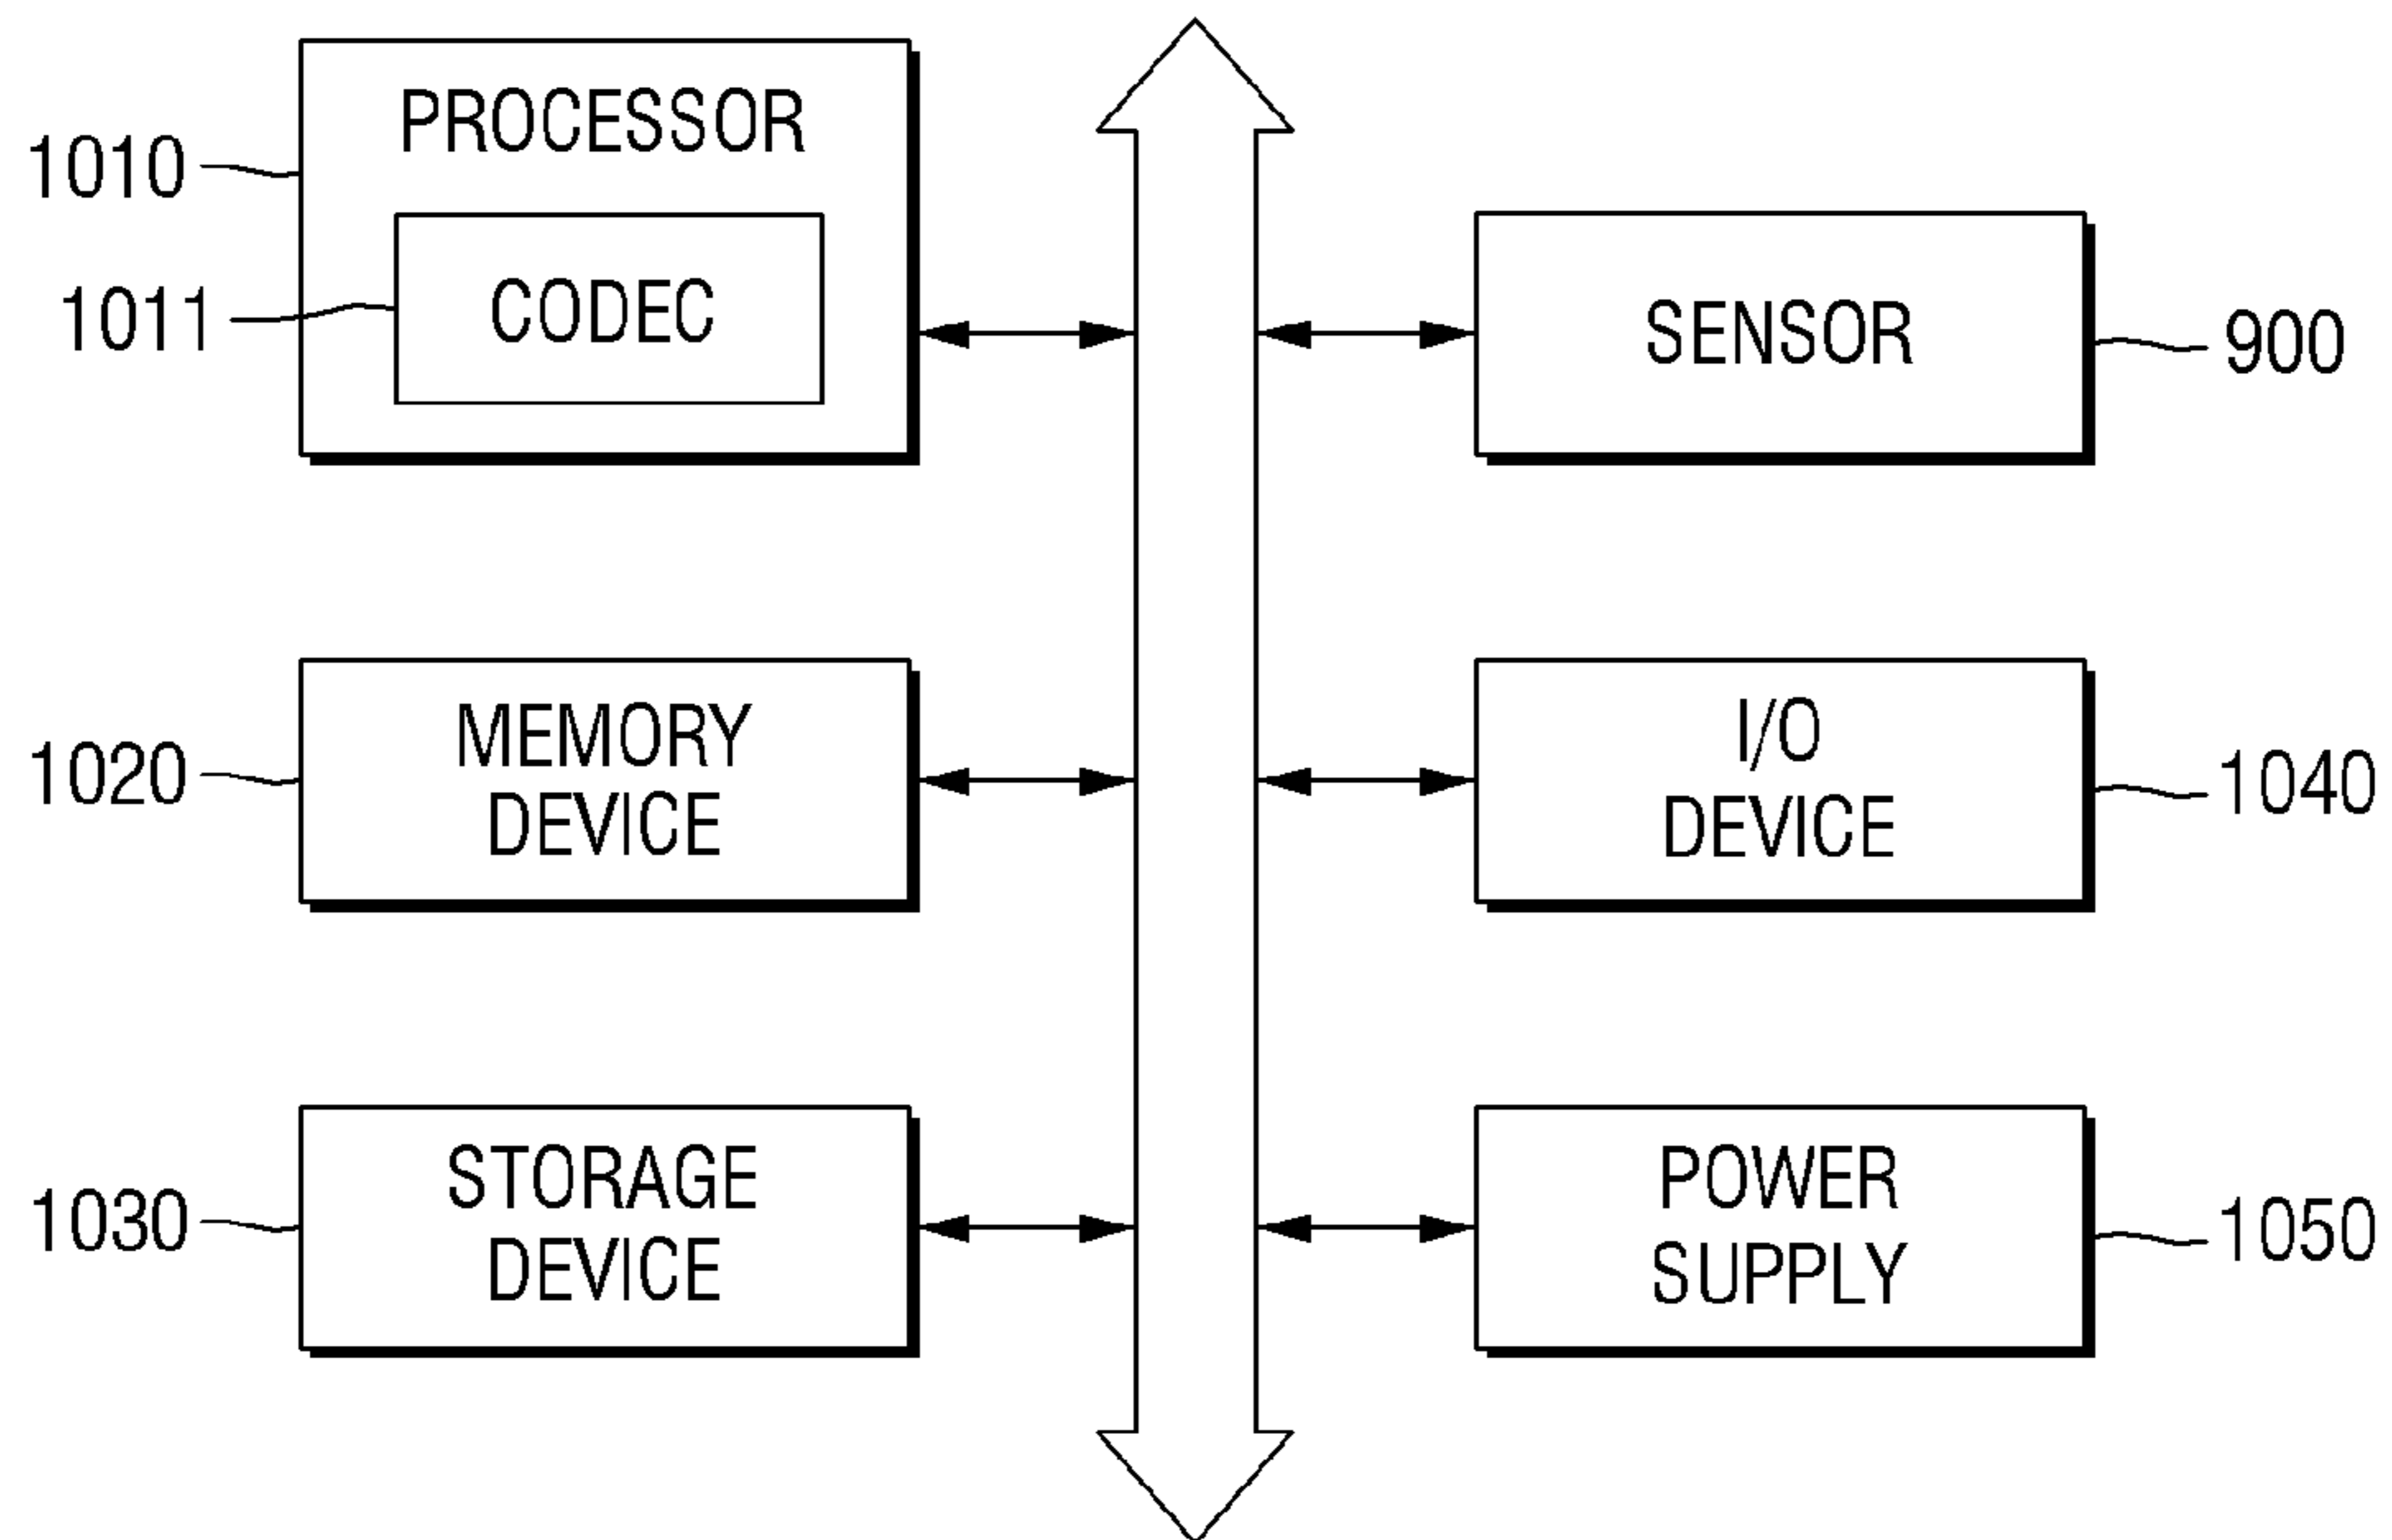 PROCESSOR
1010
CODEC
1011
SENSOR
900
MEMORY
DEVICE
1020
I/O
DEVICE
1040
STORAGE
DEVICE
1030
POWER
SUPPLY
1050